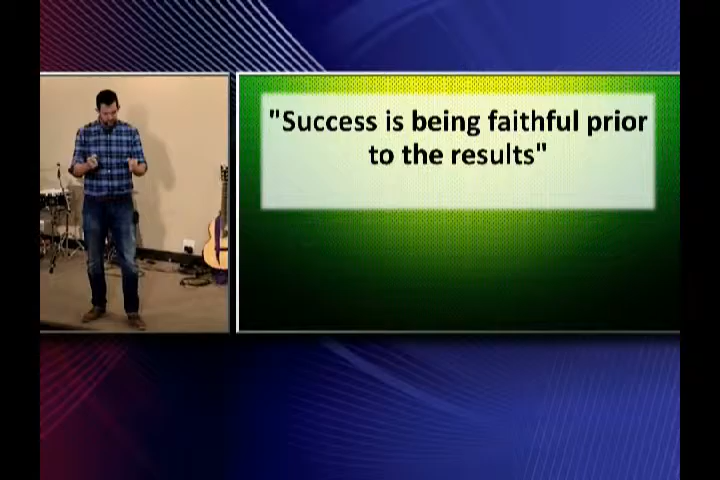 "Success is being faithful prior
to the results"